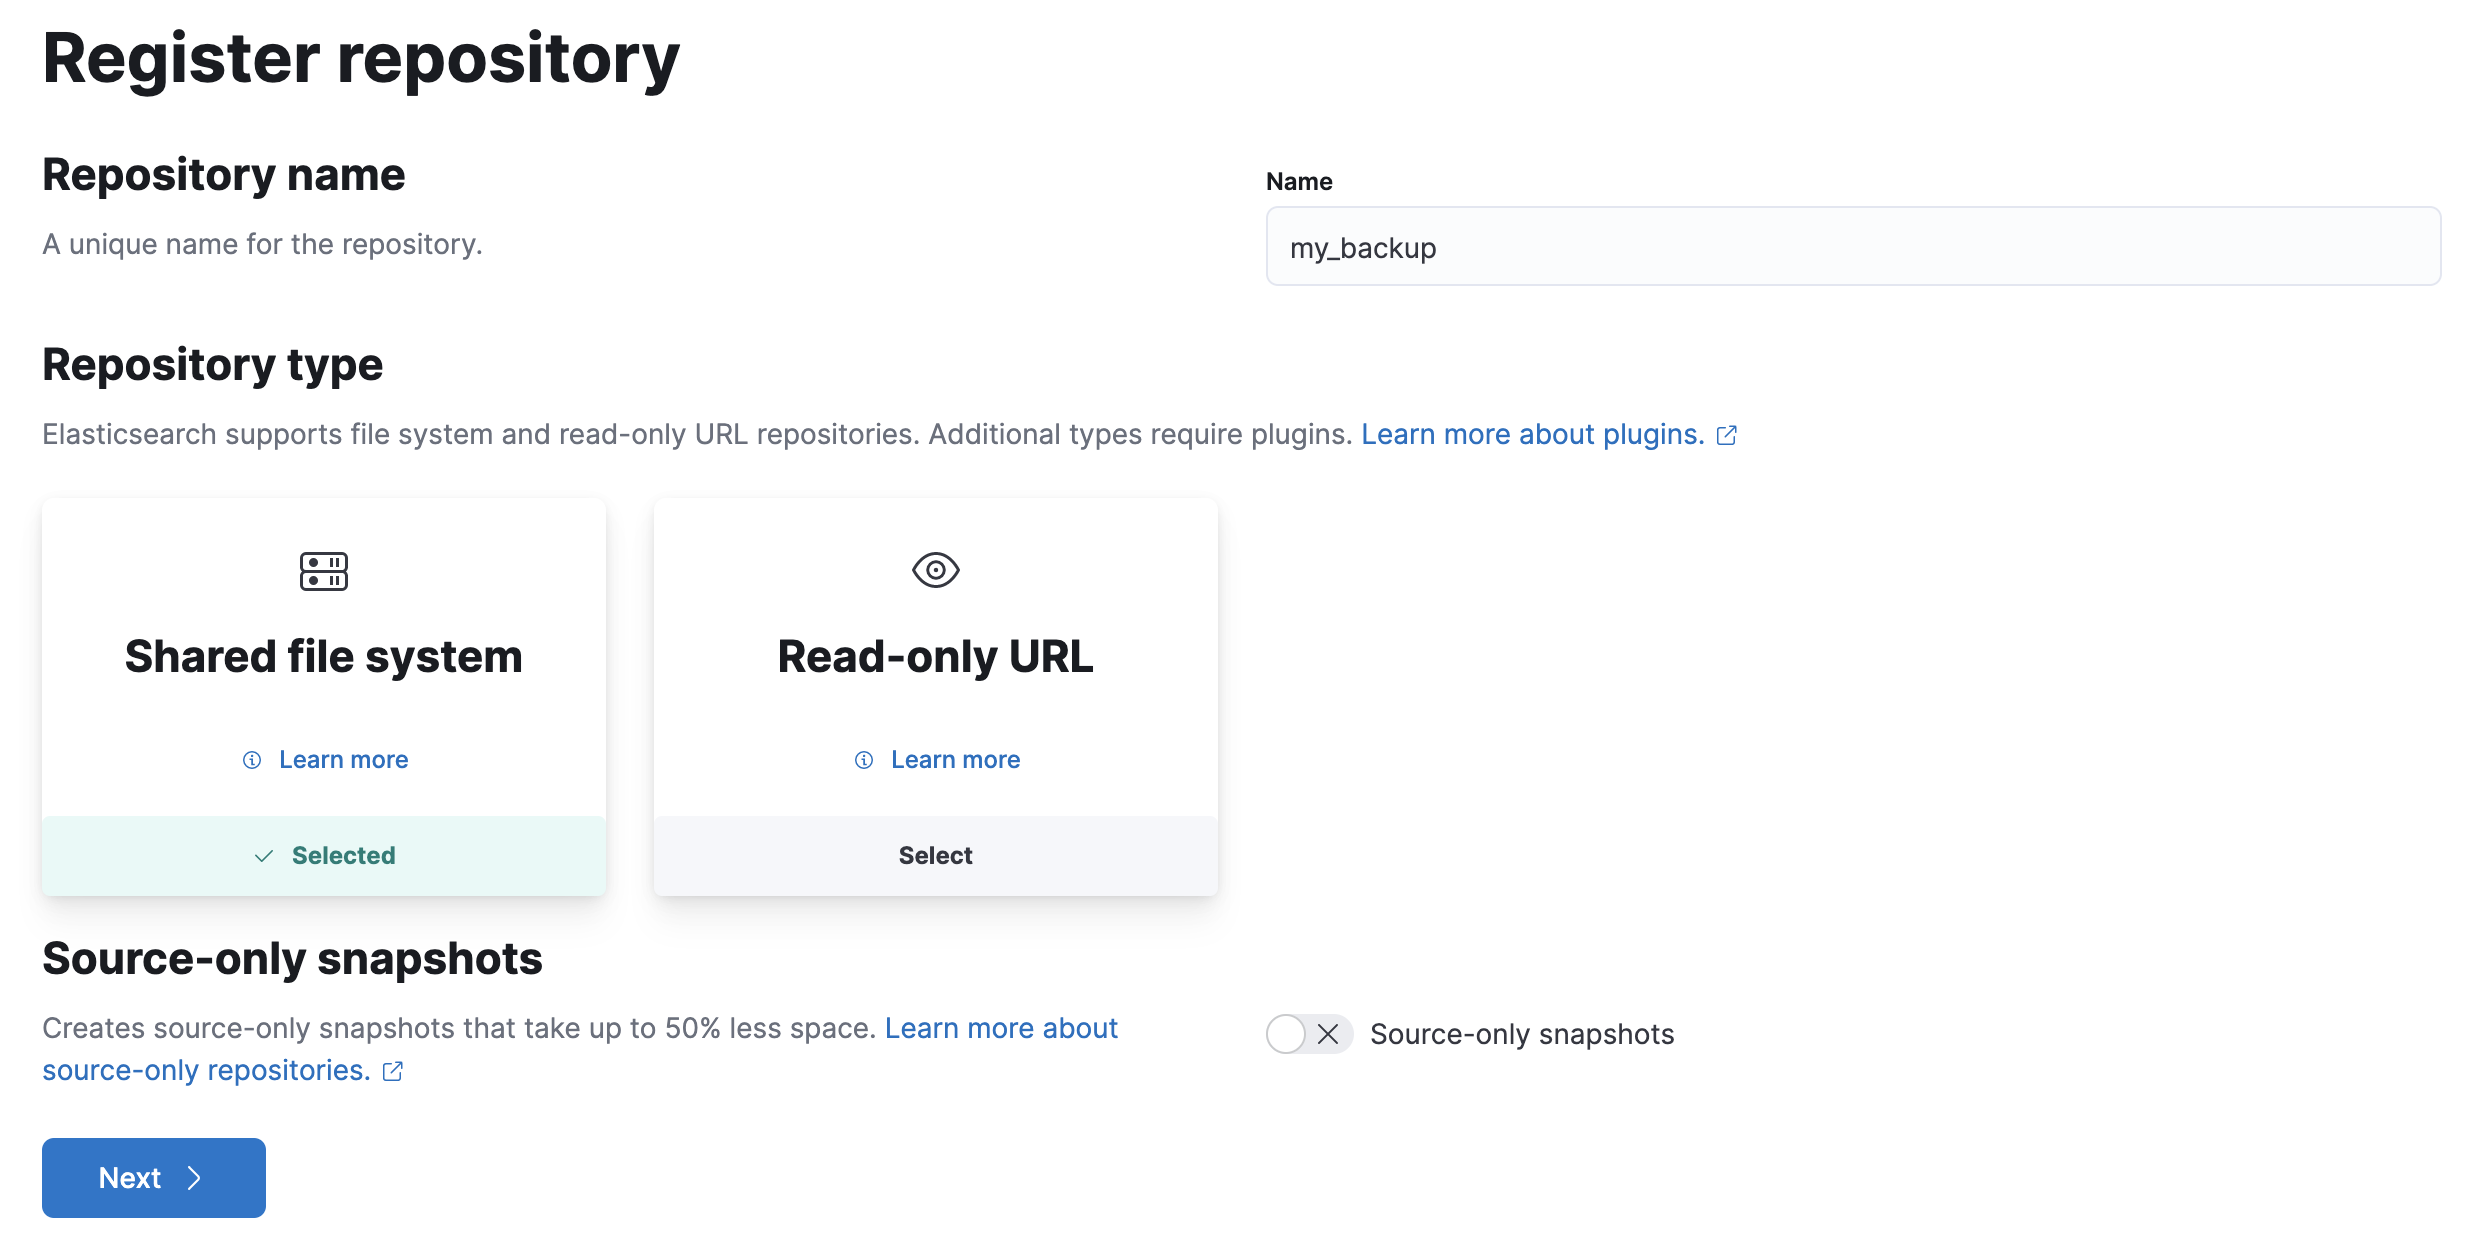 Register repository
Repository name
A unique name for the repository.
Name
my_backup
Repository type
Elasticsearch supports file system and read-only URL repositories. Additional types require plugins. Learn more about plugins.
Shared file system
Learn more
Selected
Read-only URL
Learn more
Select
Source-only snapshots
Creates source-only snapshots that take up to 50% less space. Learn more about
source-only repositories.
Source-only snapshots
Next